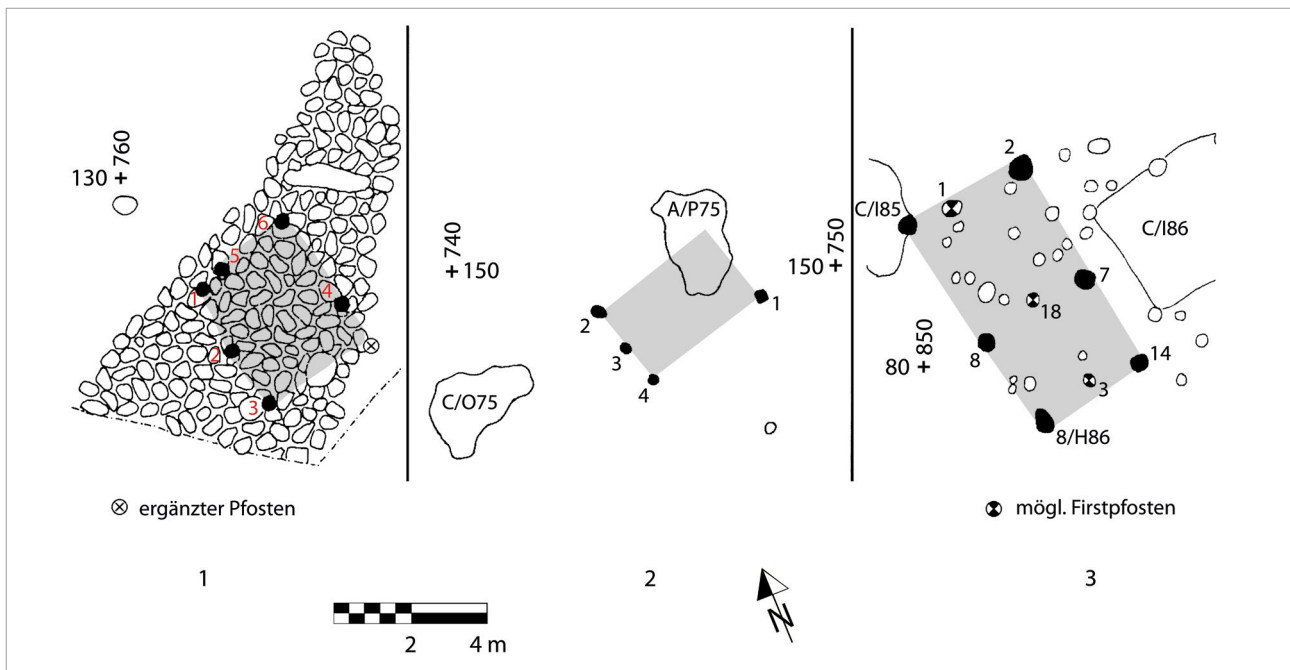 130 + 760
6
5
1
4
2
3
⊗ ergänzter Pfosten
1
740
+ 150
A/P75
2
1
3
4
C/O75
2
150 + 750
2
1
C/I85
C/I86
7
18
80 + 850
8
14
3
8/H86
mögl. Firstpfosten
3
2 4 m
N